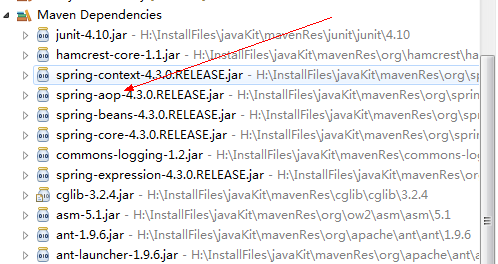 Maven Dependencies
junit-4.10.jar - H:\InstallFiles\javaKit\mavenRes\junit\junit\4.10
hamcrest-core-1.1.jar - H:\InstallFiles\javaKit\mavenRes\org\hamcrest\ha
spring-context-4.3.0.RELEASE.jar - H:\InstallFiles\javaKit\mavenRes\org\sp
spring-aop-4.3.0.RELEASE.jar - H:\InstallFiles\javaKit\mavenRes\org\spring
spring-beans-4.3.0.RELEASE.jar - H:\InstallFiles\javaKit\mavenRes\org\spri
spring-core-4.3.0.RELEASE.jar - H:\InstallFiles\javaKit\mavenRes\org\sprin
commons-logging-1.2.jar - H:\InstallFiles\javaKit\mavenRes\commons-log
spring-expression-4.3.0.RELEASE.jar - H:\InstallFiles\javaKit\mavenRes\org
cglib-3.2.4.jar - H:\InstallFiles\javaKit\mavenRes\cglib\cglib\3.2.4
asm-5.1.jar - H:\InstallFiles\javaKit\mavenRes\org\ow2\asm\asm\5.1
ant-1.9.6.jar - H:\InstallFiles\javaKit\mavenRes\org\apache\ant\ant\1.9.6
ant-launcher-1.9.6.jar - H:\InstallFiles\javaKit\mavenRes\org\apache\ant\a